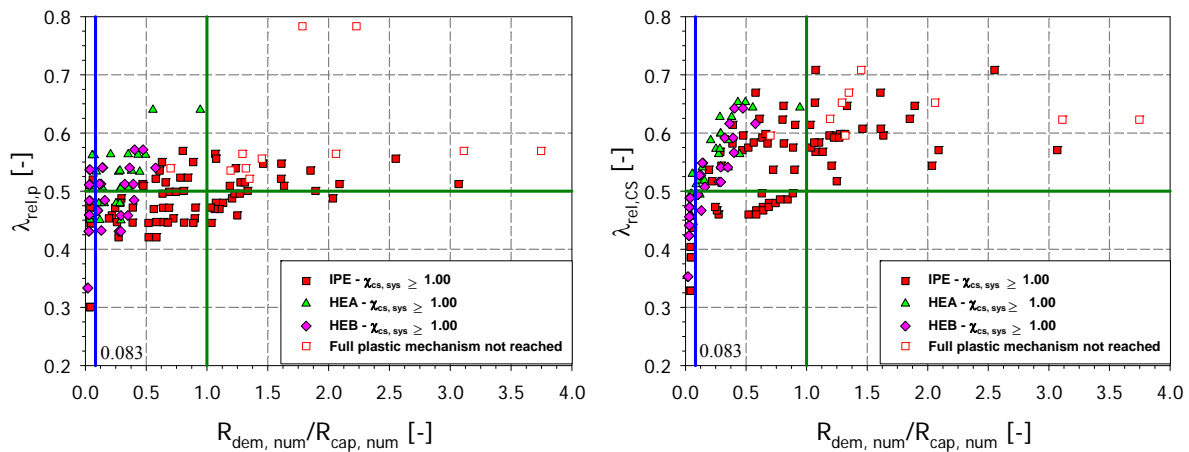 λrel,p [-]
0.8
0.7
0.6
0.5
0.4
0.3
0.2
0.083
IPE - χcs, sys ≥ 1.00
HEA - χcs, sys ≥ 1.00
HEB - χcs, sys ≥ 1.00
Full plastic mechanism not reached
0.0 0.5 1.0 1.5 2.0 2.5 3.0 3.5 4.0
Rdem, num/Rcap, num [-]
λrel,CS [-]
0.8
0.7
0.6
0.5
0.4
0.3
0.2
0.083
IPE - χcs, sys ≥ 1.00
HEA - χcs, sys ≥ 1.00
HEB - χcs, sys ≥ 1.00
Full plastic mechanism not reached
0.0 0.5 1.0 1.5 2.0 2.5 3.0 3.5 4.0
Rdem, num/Rcap, num [-]